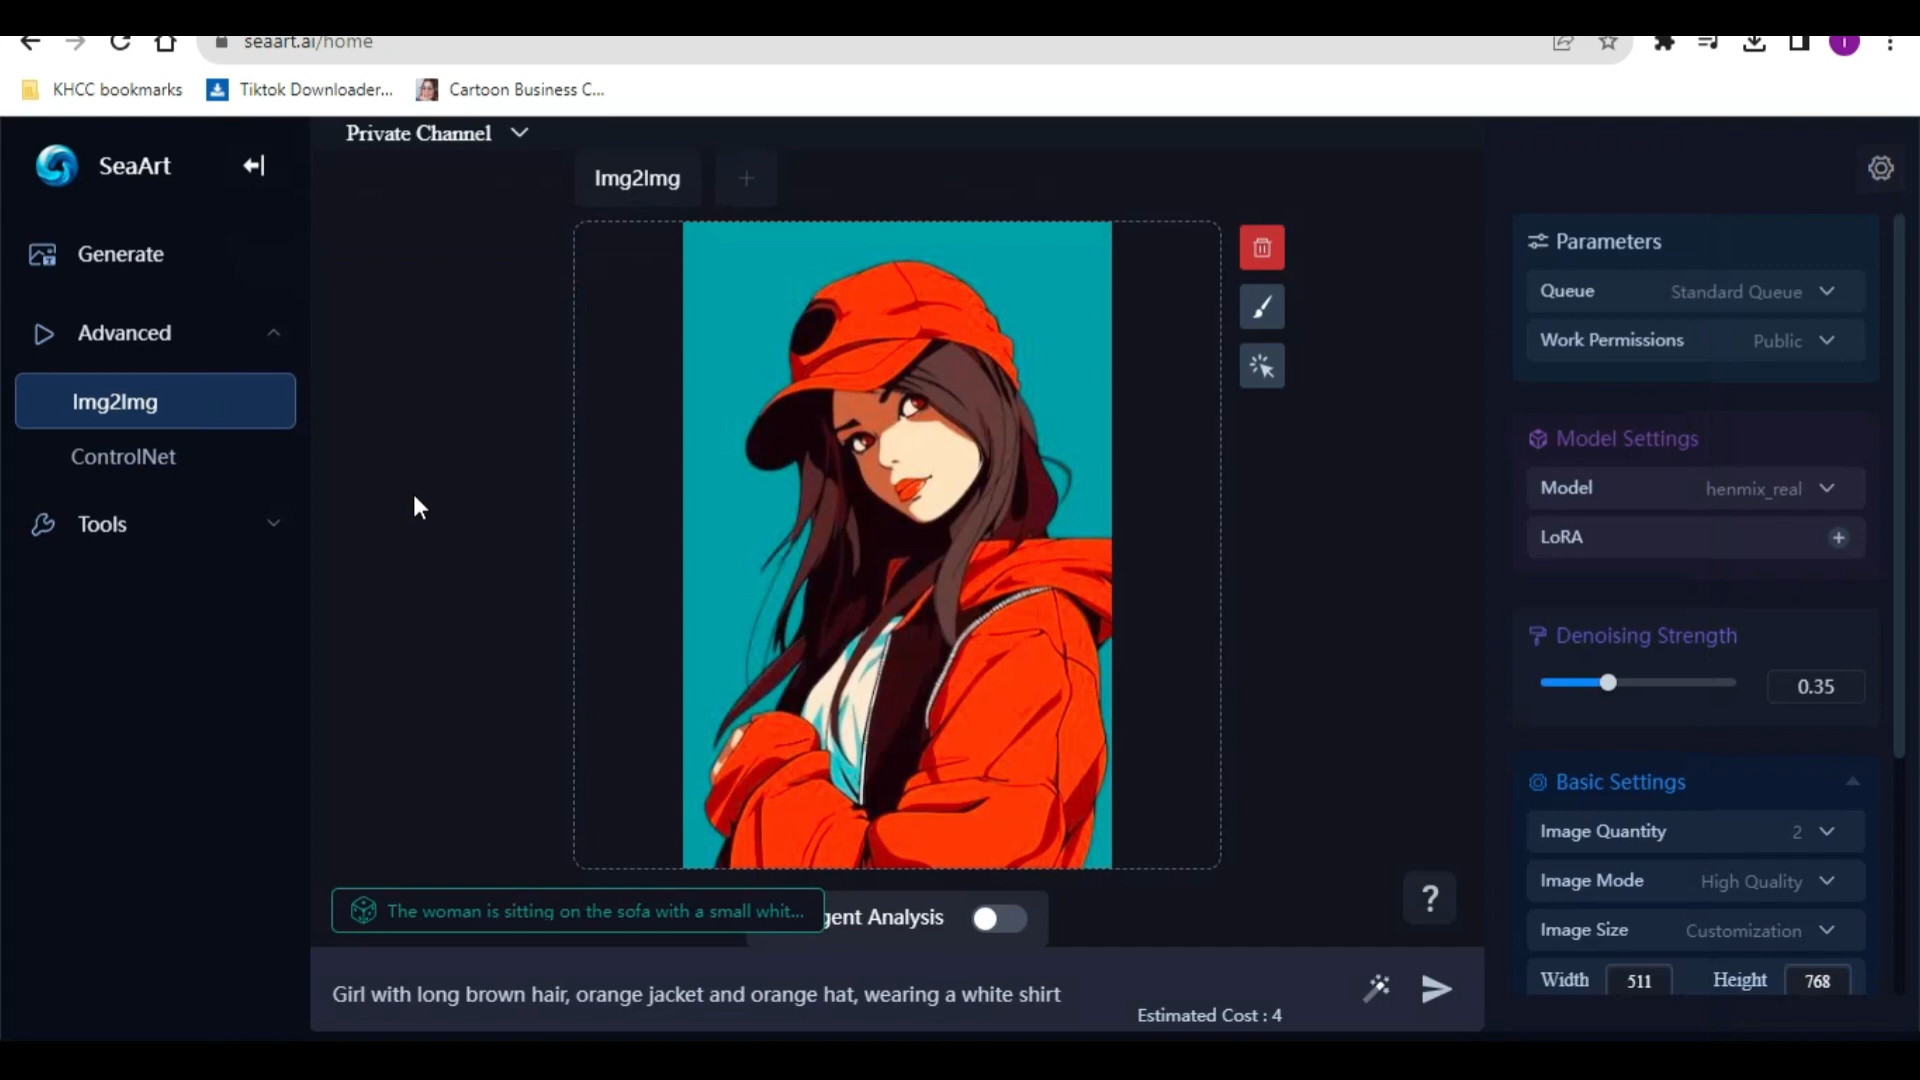 seaart.ai/home
KHCC bookmarks
Tiktok Downloader...
Cartoon Business C...
SeaArt
Generate
Advanced
Img2Img
ControlNet
Tools
Private Channel
Img2Img
The woman is sitting on the sofa with a small whit...
gent Analysis
?
Girl with long brown hair, orange jacket and orange hat, wearing a white shirt
Estimated Cost : 4
Parameters
Queue Standard Queue
Work Permissions Public
Model Settings
Model henmix_real
LoRA
Denoising Strength
0.35
Basic Settings
Image Quantity 2
Image Mode High Quality
Image Size Customization
Width 511 Height 768